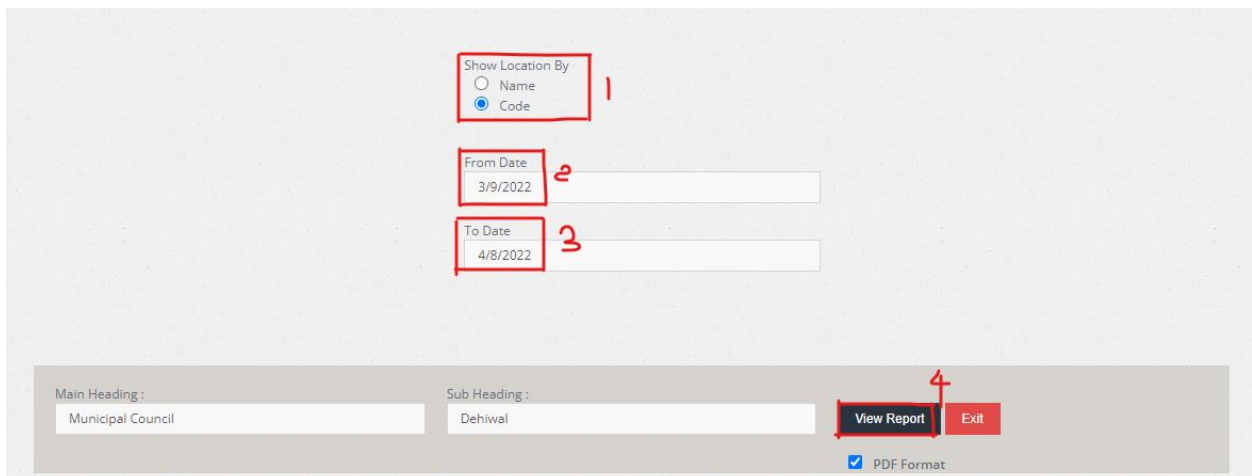 Show Location By
Name
Code
1
From Date
2
3/9/2022
To Date
3
4/8/2022
4
Main Heading :
Sub Heading :
Municipal Council
Dehiwal
View Report
Exit
PDF Format